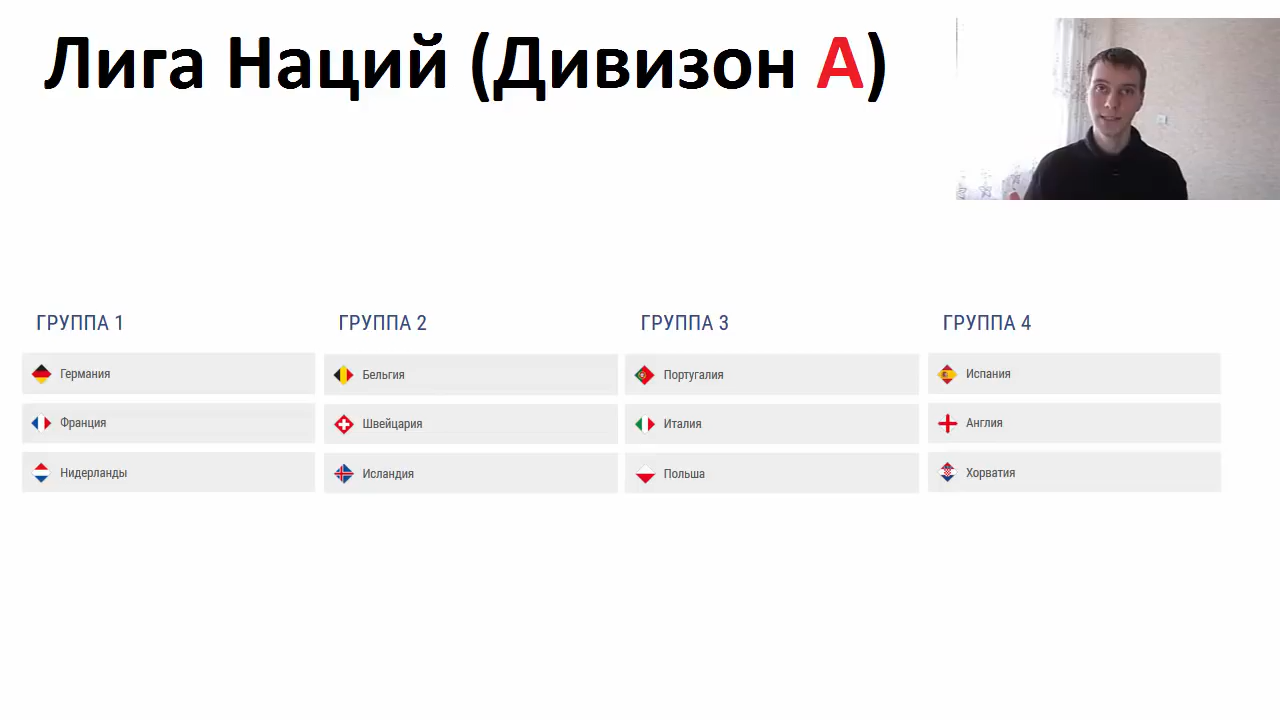 Лига Наций (Дивизон А)
ГРУППА 1
Германия
Франция
Нидерланды
ГРУППА 2
Бельгия
Швейцария
Исландия
ГРУППА 3
Португалия
Италия
Польша
ГРУППА 4
Испания
Англия
Хорватия